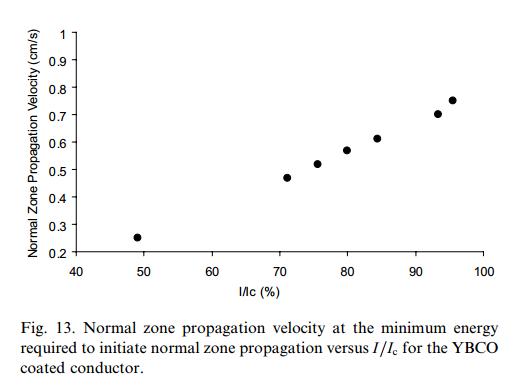 Normal Zone Propagation Velocity (cm/s)
1
0.9
0.8
0.7
0.6
0.5
0.4
0.3
0.2
40 50 60 70 80 90 100
I/Ic (%)
Fig. 13. Normal zone propagation velocity at the minimum energy
required to initiate normal zone propagation versus I/Ic for the YBCO
coated conductor.